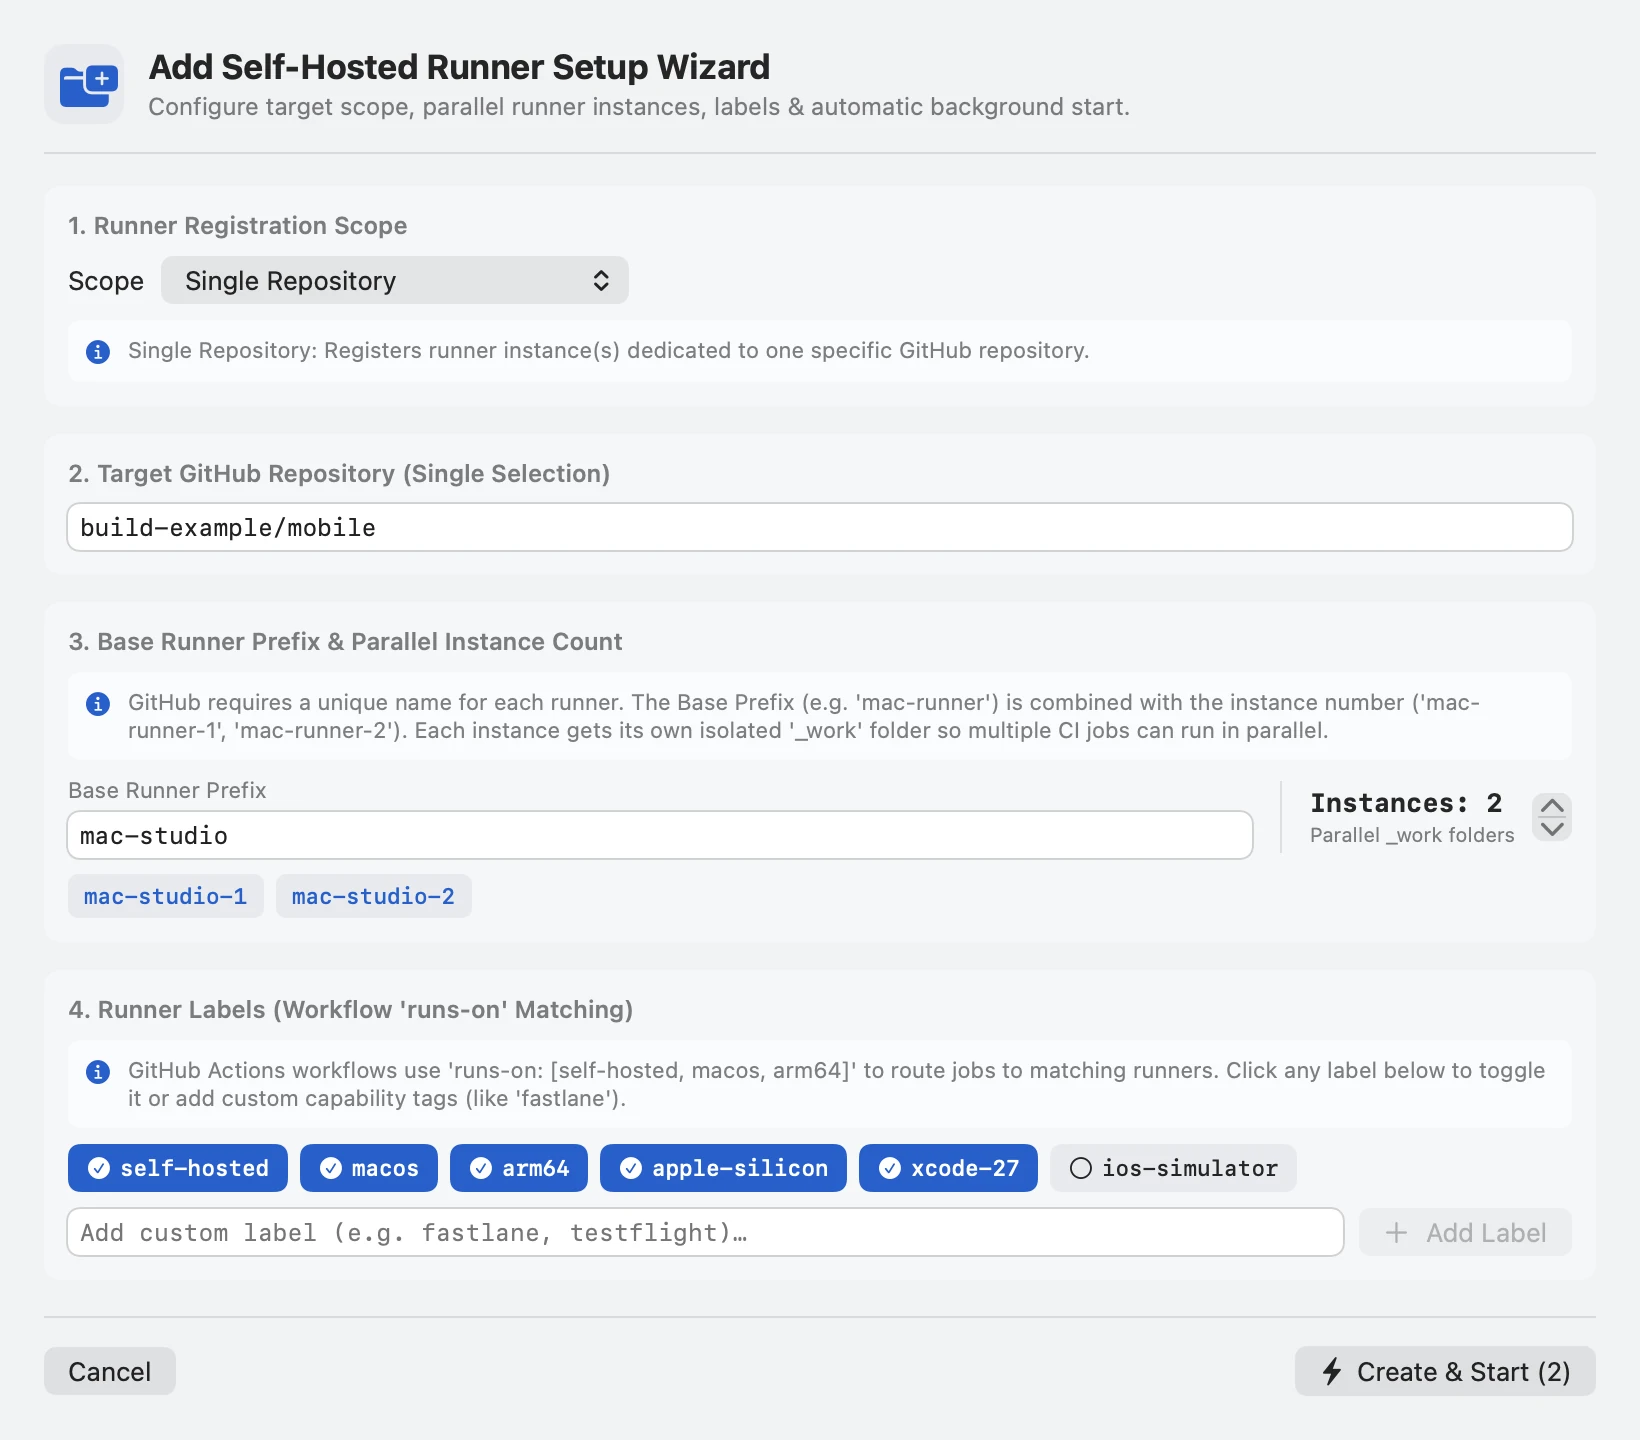 Add Self-Hosted Runner Setup Wizard
Configure target scope, parallel runner instances, labels & automatic background start.
1. Runner Registration Scope
Scope Single Repository
Single Repository: Registers runner instance(s) dedicated to one specific GitHub repository.
2. Target GitHub Repository (Single Selection)
build-example/mobile
3. Base Runner Prefix & Parallel Instance Count
GitHub requires a unique name for each runner. The Base Prefix (e.g. 'mac-runner') is combined with the instance number ('mac-
runner-1', 'mac-runner-2'). Each instance gets its own isolated '_work' folder so multiple CI jobs can run in parallel.
Base Runner Prefix
mac-studio
Instances: 2
Parallel _work folders
mac-studio-1 mac-studio-2
4. Runner Labels (Workflow 'runs-on' Matching)
GitHub Actions workflows use 'runs-on: [self-hosted, macos, arm64]' to route jobs to matching runners. Click any label below to toggle
it or add custom capability tags (like 'fastlane').
self-hosted macos arm64 apple-silicon xcode-27 ios-simulator
Add custom label (e.g. fastlane, testflight)… Add Label
Cancel Create & Start (2)